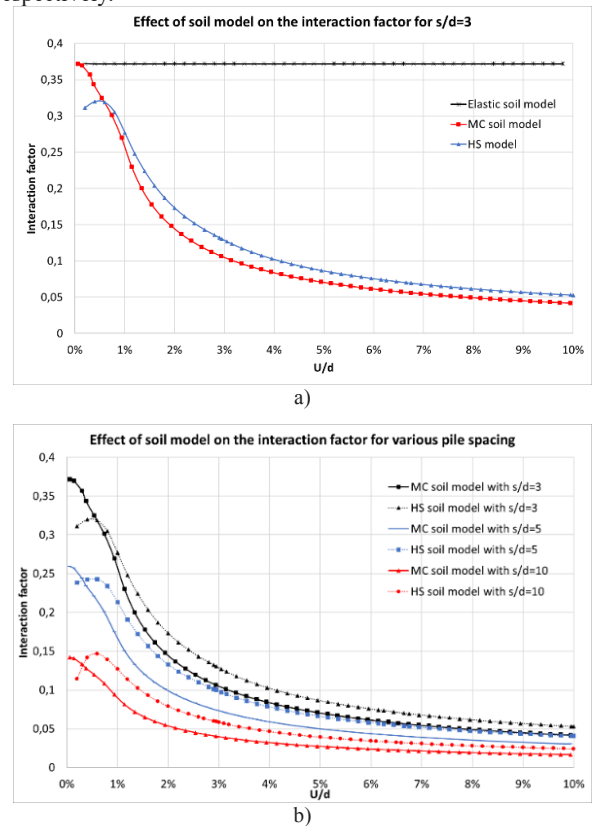 espectively.
Effect of soil model on the interaction factor for s/d=3
0,4
0,35
0,3
0,25
0,2
0,15
0,1
0,05
0
Interaction factor
Elastic soil model
MC soil model
HS model
0% 1% 2% 3% 4% 5% 6% 7% 8% 9% 10%
U/d
a)
Effect of soil model on the interaction factor for various pile spacing
0,4
0,35
0,3
0,25
0,2
0,15
0,1
0,05
0
Interaction factor
MC soil model with s/d=3
HS soil model with s/d=3
MC soil model with s/d=5
HS soil model with s/d=5
MC soil model with s/d=10
HS soil model with s/d=10
0% 1% 2% 3% 4% 5% 6% 7% 8% 9% 10%
U/d
b)